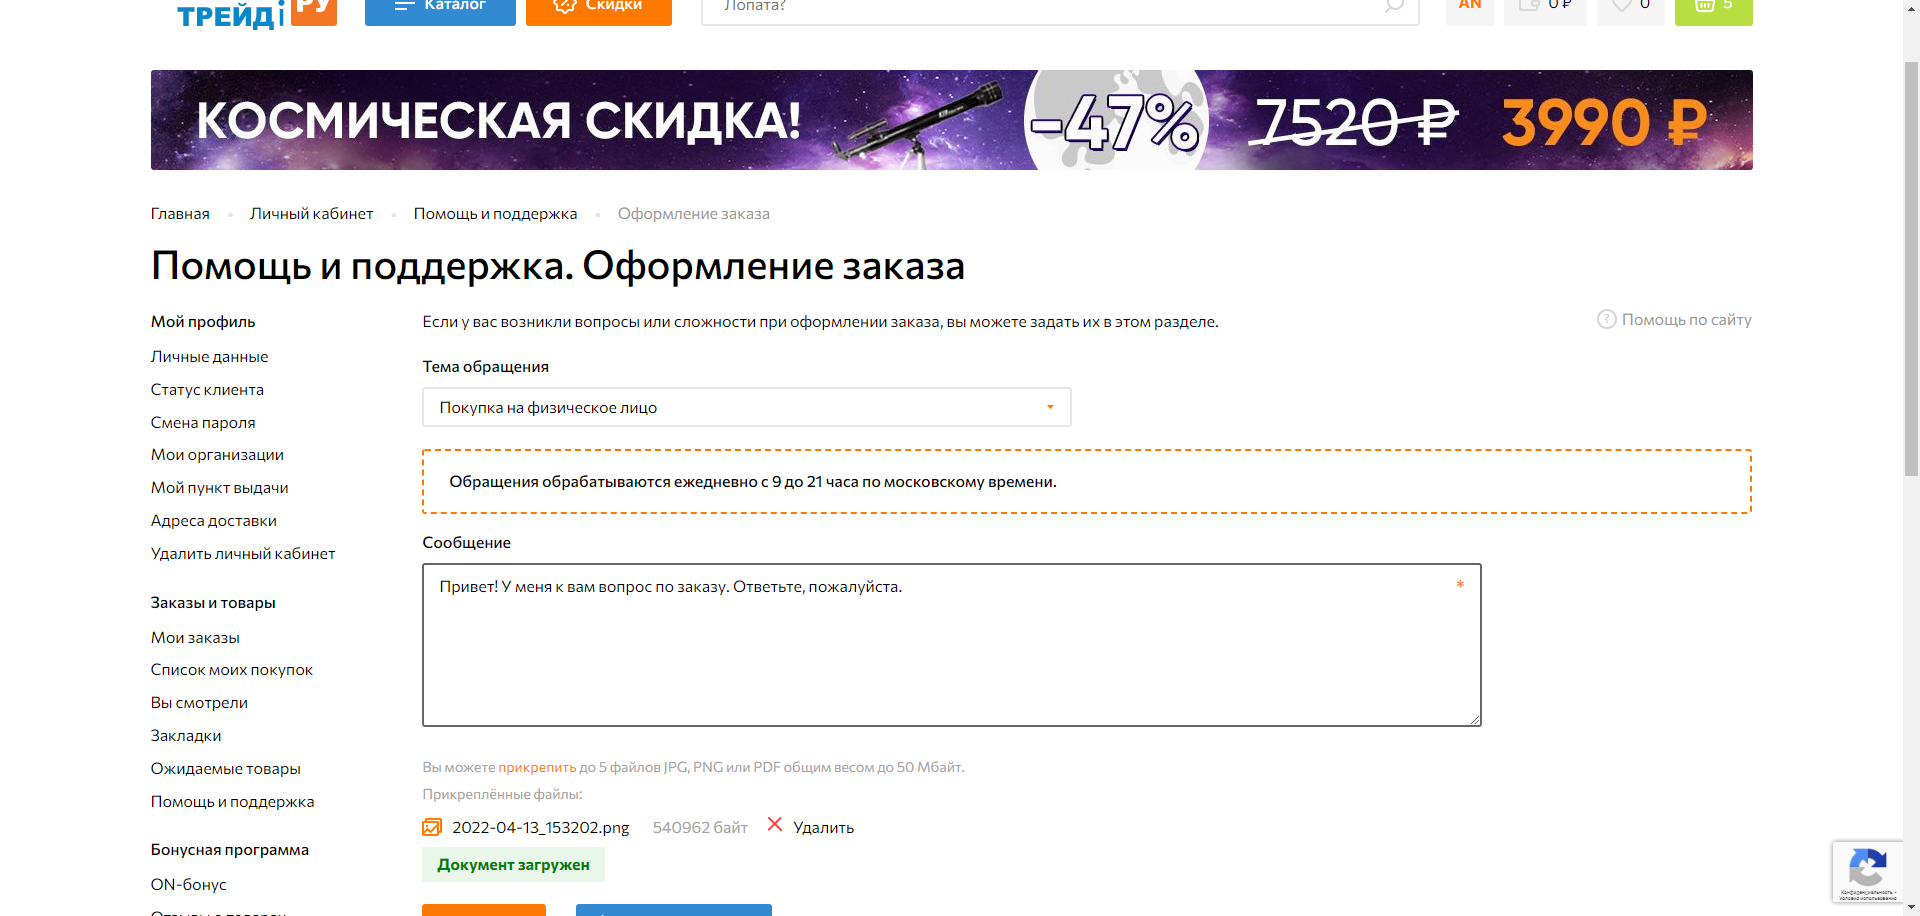 ТРЕЙД РУ
Каталог
Скидки
Лопата?
AN
0 ₽
0
5
КОСМИЧЕСКАЯ СКИДКА!
-47%
7520 ₽
3990 ₽
Главная
Личный кабинет
Помощь и поддержка
Оформление заказа
Помощь и поддержка. Оформление заказа
Мой профиль
Личные данные
Статус клиента
Смена пароля
Мои организации
Мой пункт выдачи
Адреса доставки
Удалить личный кабинет
Заказы и товары
Мои заказы
Список моих покупок
Вы смотрели
Закладки
Ожидаемые товары
Помощь и поддержка
Бонусная программа
ON-бонус
Отзывы о товарах
Если у вас возникли вопросы или сложности при оформлении заказа, вы можете задать их в этом разделе.
Помощь по сайту
Тема обращения
Покупка на физическое лицо
Обращения обрабатываются ежедневно с 9 до 21 часа по московскому времени.
Сообщение
Привет! У меня к вам вопрос по заказу. Ответьте, пожалуйста.
*
Вы можете прикрепить до 5 файлов JPG, PNG или PDF общим весом до 50 Мбайт.
Прикреплённые файлы:
2022-04-13_153202.png 540962 байт Удалить
Документ загружен
Конфиденциальность -
Условия использования